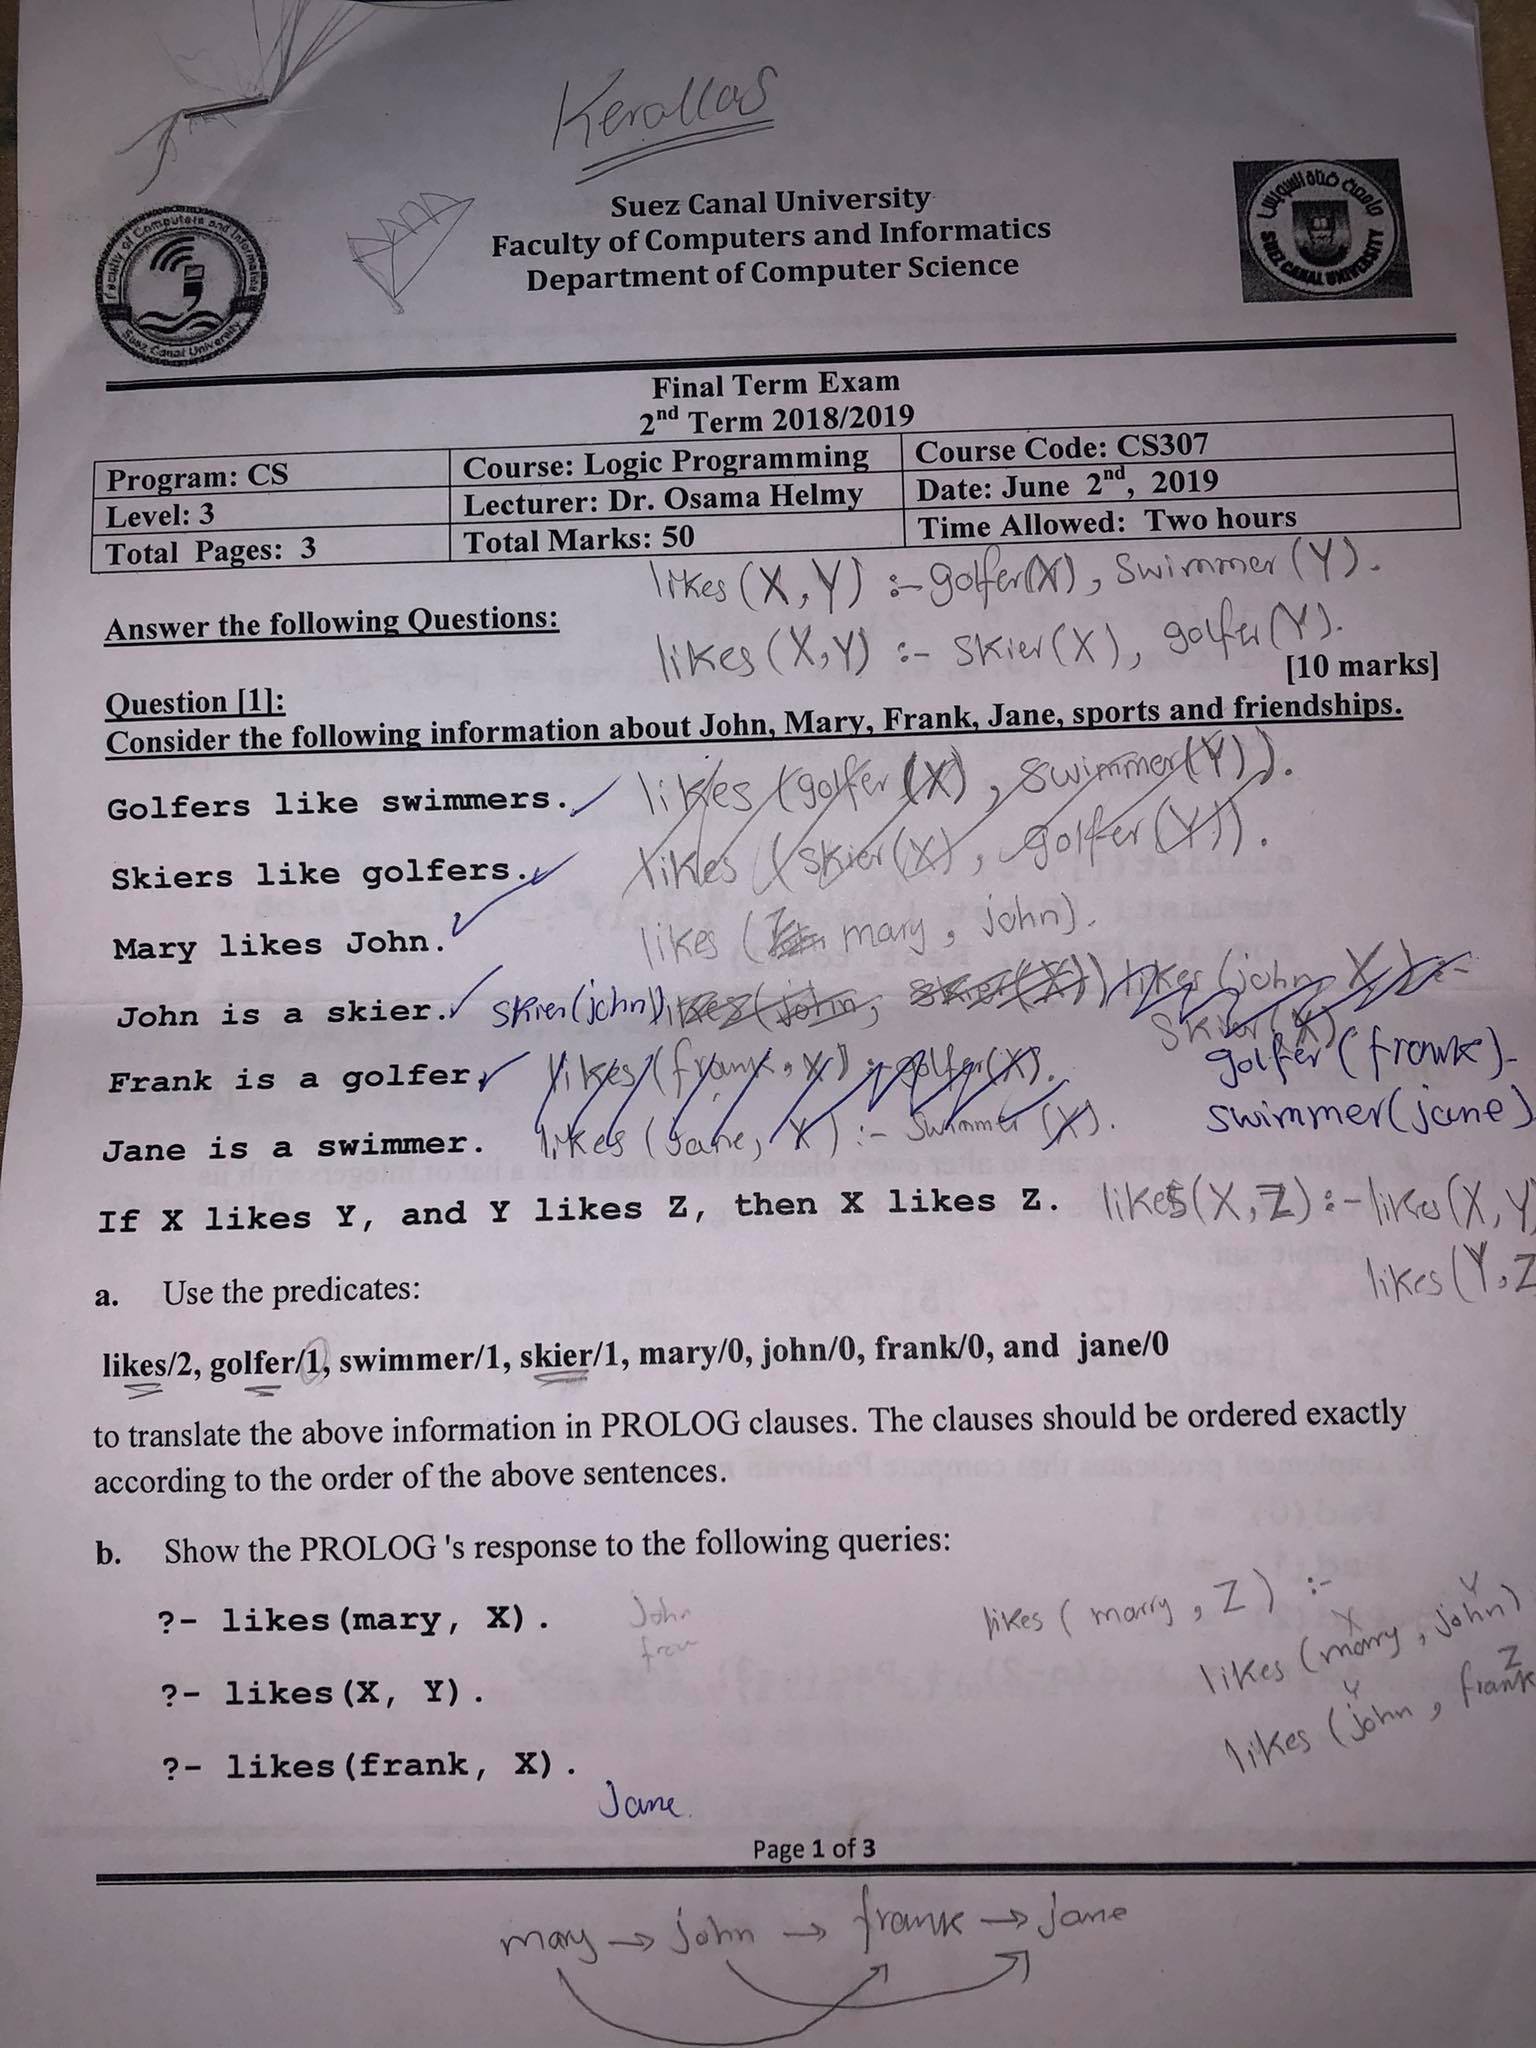 Kerollas
Suez Canal University
Faculty of Computers and Informatics
Department of Computer Science
Faculty of Computers and Informatics
Suez Canal University
جامعة قناة السويس
SUEZ CANAL UNIVERSITY
Final Term Exam
2nd Term 2018/2019
Program: CS Course: Logic Programming Course Code: CS307
Level: 3 Lecturer: Dr. Osama Helmy Date: June 2nd, 2019
Total Pages: 3 Total Marks: 50 Time Allowed: Two hours
likes (X, Y) :- golfer(X), swimmer (Y).
Answer the following Questions:
likes (X, Y) :- skier (X), golfer (Y).
[10 marks]
Question [1]:
Consider the following information about John, Mary, Frank, Jane, sports and friendships.
Golfers like swimmers. likes (golfer (X), swimmer (Y)).
Skiers like golfers. likes (skier (X), golfer (Y)).
Mary likes John. likes (mary, john).
John is a skier. skier (john) likes (john, skier (X)) likes (john, X) :-
skier (X)
Frank is a golfer. likes (frank, X) :- golfer (X). golfer (frank).
Jane is a swimmer. likes (jane, X) :- swimmer (X). swimmer (jane)
If X likes Y, and Y likes Z, then X likes Z. likes (X, Z) :- likes (X, Y)
likes (Y, Z
a. Use the predicates:
likes/2, golfer/1, swimmer/1, skier/1, mary/0, john/0, frank/0, and jane/0
to translate the above information in PROLOG clauses. The clauses should be ordered exactly
according to the order of the above sentences.
b. Show the PROLOG 's response to the following queries:
?- likes(mary, X). John
fran
likes (marry, Z) :-
X Y
likes (marry, john)
?- likes(X, Y).
Y Z
likes (john, frank
?- likes(frank, X).
Jane.
Page 1 of 3
mary → john → frank → jane